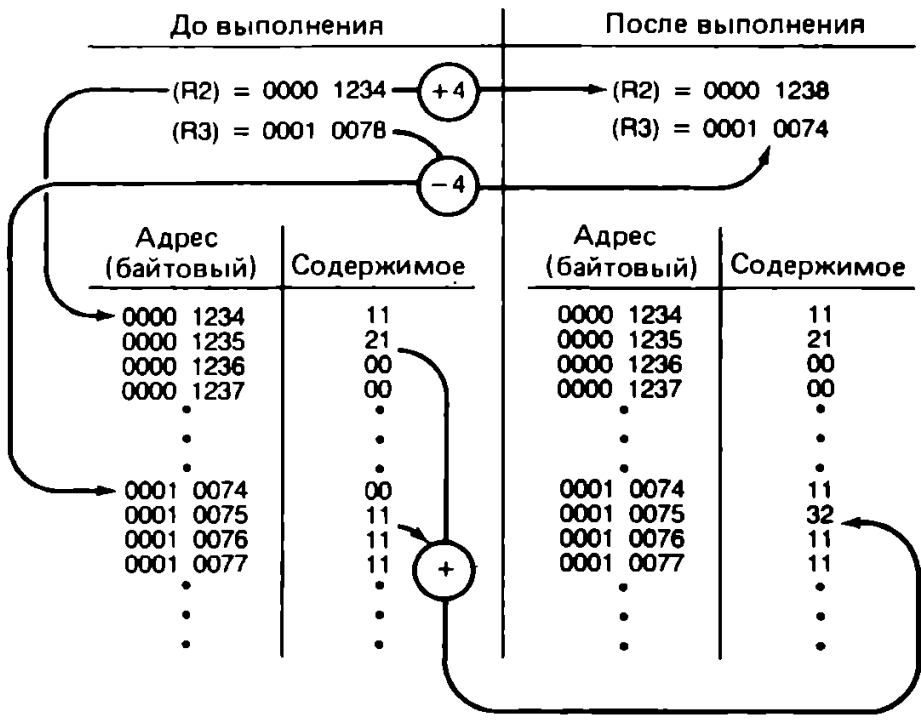 До выполнения После выполнения
(R2) = 0000 1234 +4 (R2) = 0000 1238
(R3) = 0001 0078 (R3) = 0001 0074
−4
Адрес Адрес
(байтовый) Содержимое (байтовый) Содержимое
0000 1234 11 0000 1234 11
0000 1235 21 0000 1235 21
0000 1236 00 0000 1236 00
0000 1237 00 0000 1237 00
0001 0074 00 0001 0074 11
0001 0075 11 0001 0075 32
0001 0076 11 0001 0076 11
0001 0077 11 + 0001 0077 11